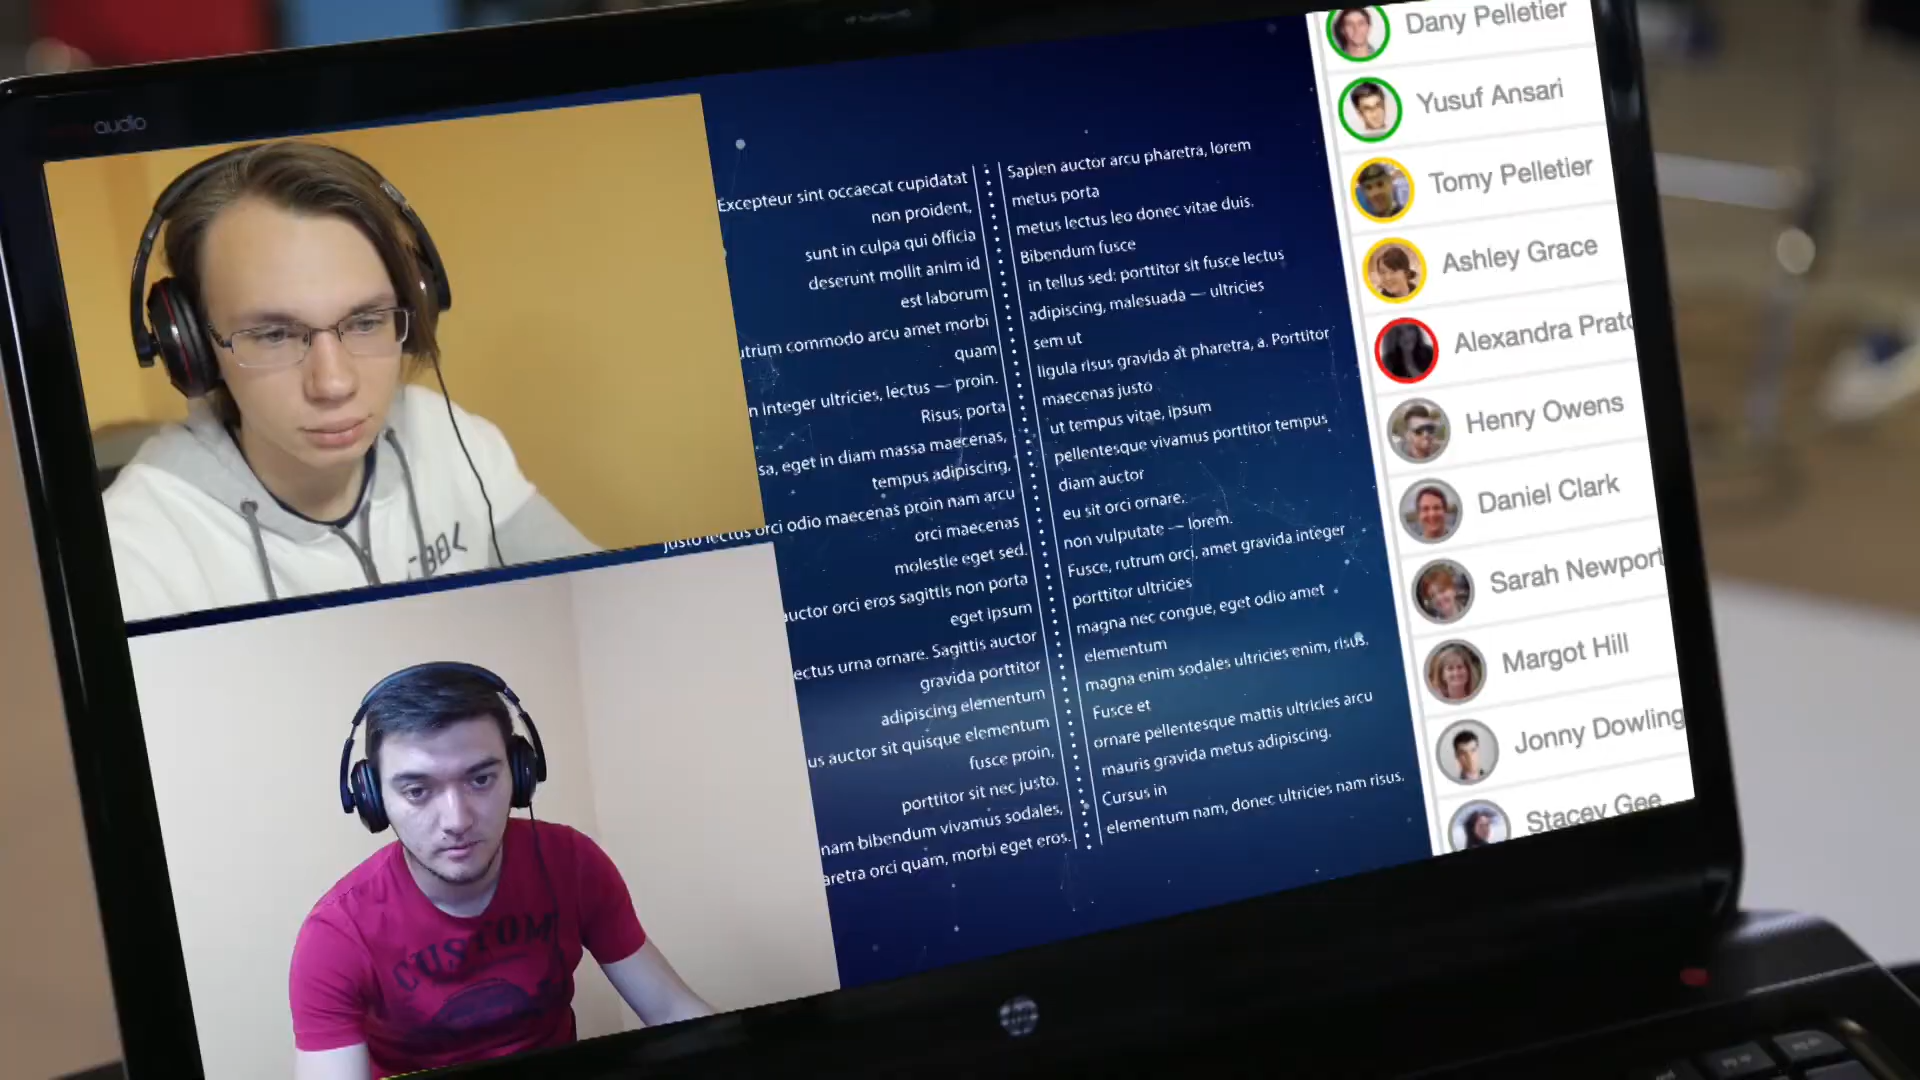 audio
Excepteur sint occaecat cupidatat
non proident,
sunt in culpa qui officia
deserunt mollit anim id
est laborum
commodo arcu amet morbi
quam
integer ultricies, lectus — proin.
Risus, porta
eget in diam massa maecenas,
tempus adipiscing,
justo lectus orci odio maecenas proin nam arcu
orci maecenas
molestie eget sed.
auctor orci eros sagittis non porta
eget ipsum
urna ornare. Sagittis auctor
gravida porttitor
adipiscing elementum
auctor sit quisque elementum
fusce proin,
porttitor sit nec justo.
nam bibendum vivamus sodales,
orci quam, morbi eget eros.
Sapien auctor arcu pharetra, lorem
metus porta
metus lectus leo donec vitae duis.
Bibendum fusce
in tellus sed: porttitor sit fusce lectus
adipiscing, malesuada — ultricies
sem ut
ligula risus gravida at pharetra, a. Porttitor
maecenas justo
ut tempus vitae, ipsum
pellentesque vivamus porttitor tempus
diam auctor
eu sit orci ornare,
non vulputate — lorem.
Fusce, rutrum orci, amet gravida integer
porttitor ultricies
magna nec congue, eget odio amet
elementum
magna enim sodales ultricies enim, risus.
Fusce et
ornare pellentesque mattis ultricies arcu
mauris gravida metus adipiscing.
Cursus in
elementum nam, donec ultricies nam risus.
Dany Pelletier
Yusuf Ansari
Tomy Pelletier
Ashley Grace
Alexandra
Henry Owens
Daniel Clark
Sarah Newport
Margot Hill
Jonny Dowling
Stacey Gee
CUSTOM
hp